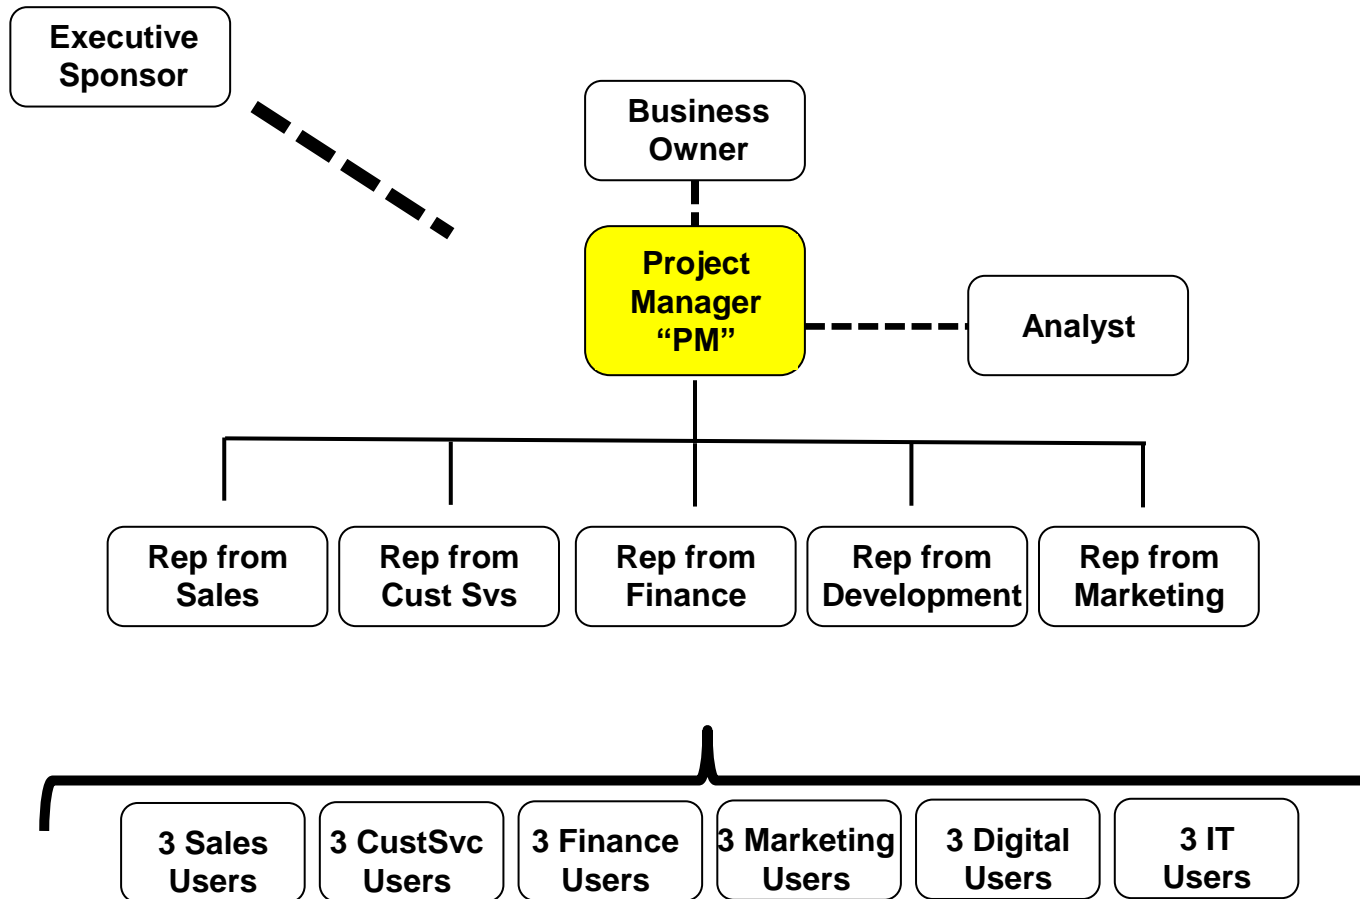 Executive
Sponsor
Business
Owner
Project
Manager
“PM”
Analyst
Rep from
Sales
Rep from
Cust Svs
Rep from
Finance
Rep from
Development
Rep from
Marketing
3 Sales
Users
3 CustSvc
Users
3 Finance
Users
3 Marketing
Users
3 Digital
Users
3 IT
Users